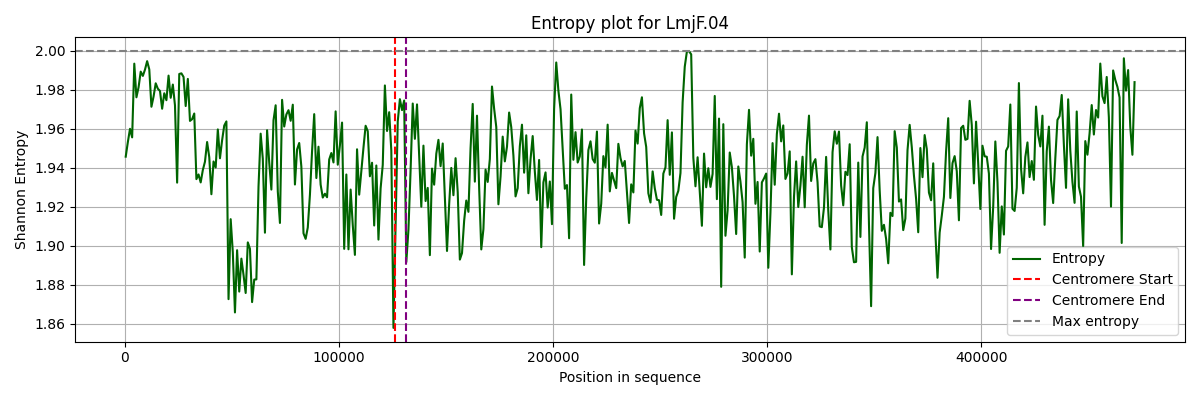 Entropy plot for LmjF.04
Shannon Entropy
2.00
1.98
1.96
1.94
1.92
1.90
1.88
1.86
Entropy
Centromere Start
Centromere End
Max entropy
0 100000 200000 300000 400000
Position in sequence